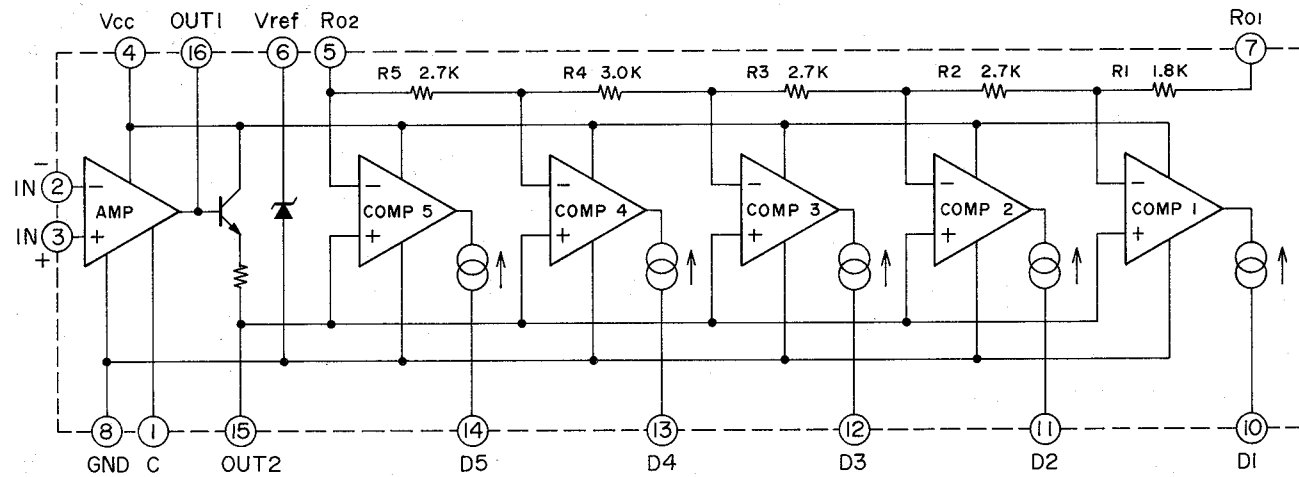 Vcc OUT1 Vref RO2 RO1
4 16 6 5 7
R5 2.7K R4 3.0K R3 2.7K R2 2.7K R1 1.8K
−
IN 2 − AMP
IN 3 +
+
− COMP 5 +
− COMP 4 +
− COMP 3 +
− COMP 2 +
− COMP 1 +
8 1 15 14 13 12 11 10
GND C OUT2 D5 D4 D3 D2 D1